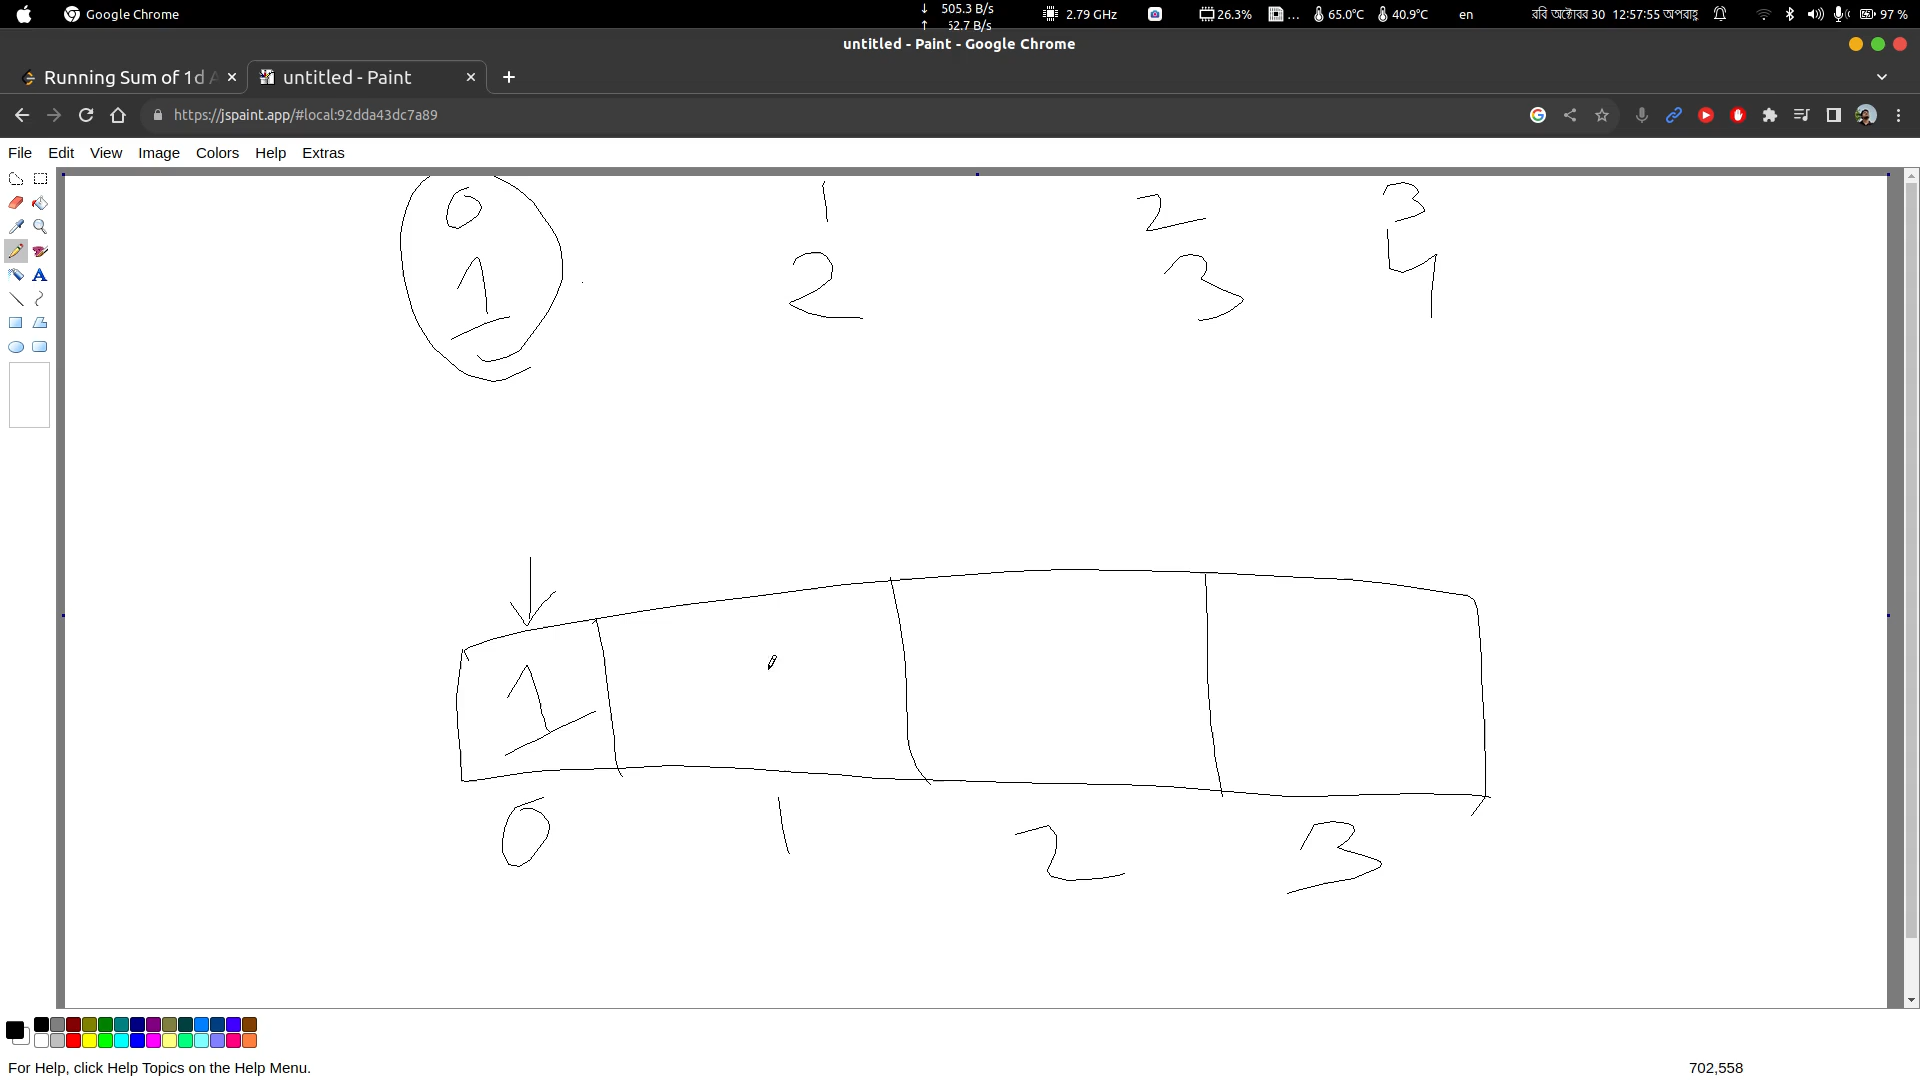 Google Chrome
↓ 505.3 B/s
↑ 52.7 B/s
2.79 GHz
26.3%
...
65.0°C
40.9°C
en
রবি অক্টোবর 30 12:57:55 অপরাহ্ণ
97 %
untitled - Paint - Google Chrome
Running Sum of 1d A
untitled - Paint
https://jspaint.app/#local:92dda43dc7a89
File Edit View Image Colors Help Extras
0 1 2 3
1 2 3 4
1
0 1 2 3
For Help, click Help Topics on the Help Menu.
702,558